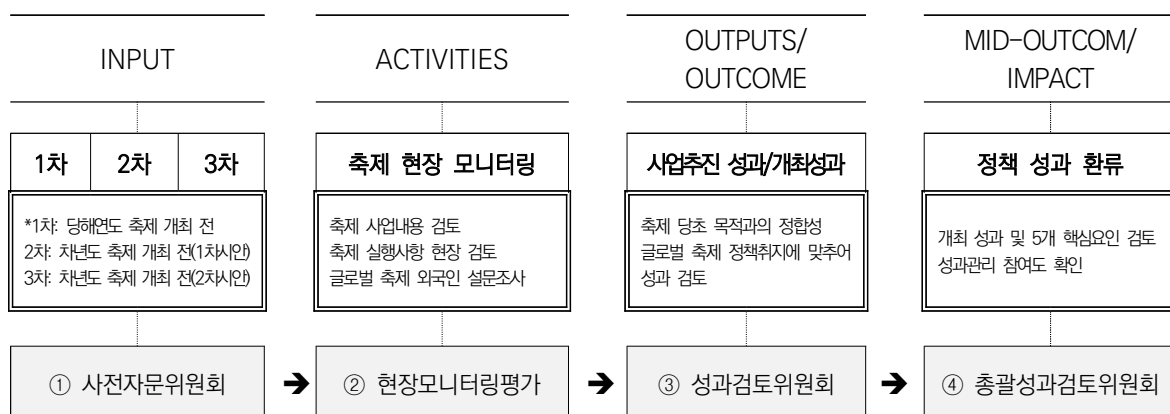 INPUT
ACTIVITIES
OUTPUTS/
OUTCOME
MID-OUTCOM/
IMPACT
1차
2차
3차
축제 현장 모니터링
사업추진 성과/개최성과
정책 성과 환류
*1차: 당해연도 축제 개최 전
2차: 차년도 축제 개최 전(1차시안)
3차: 차년도 축제 개최 전(2차시안)
축제 사업내용 검토
축제 실행사항 현장 검토
글로벌 축제 외국인 설문조사
축제 당초 목적과의 정합성
글로벌 축제 정책취지에 맞추어
성과 검토
개최 성과 및 5개 핵심요인 검토
성과관리 참여도 확인
① 사전자문위원회
➔
② 현장모니터링평가
➔
③ 성과검토위원회
➔
④ 총괄성과검토위원회